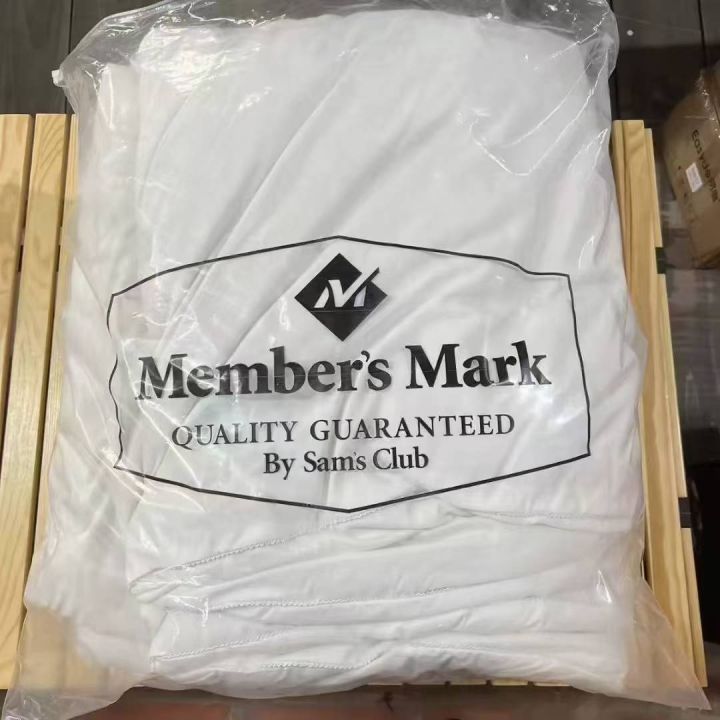 Member's Mark
QUALITY GUARANTEED
By Sam's Club